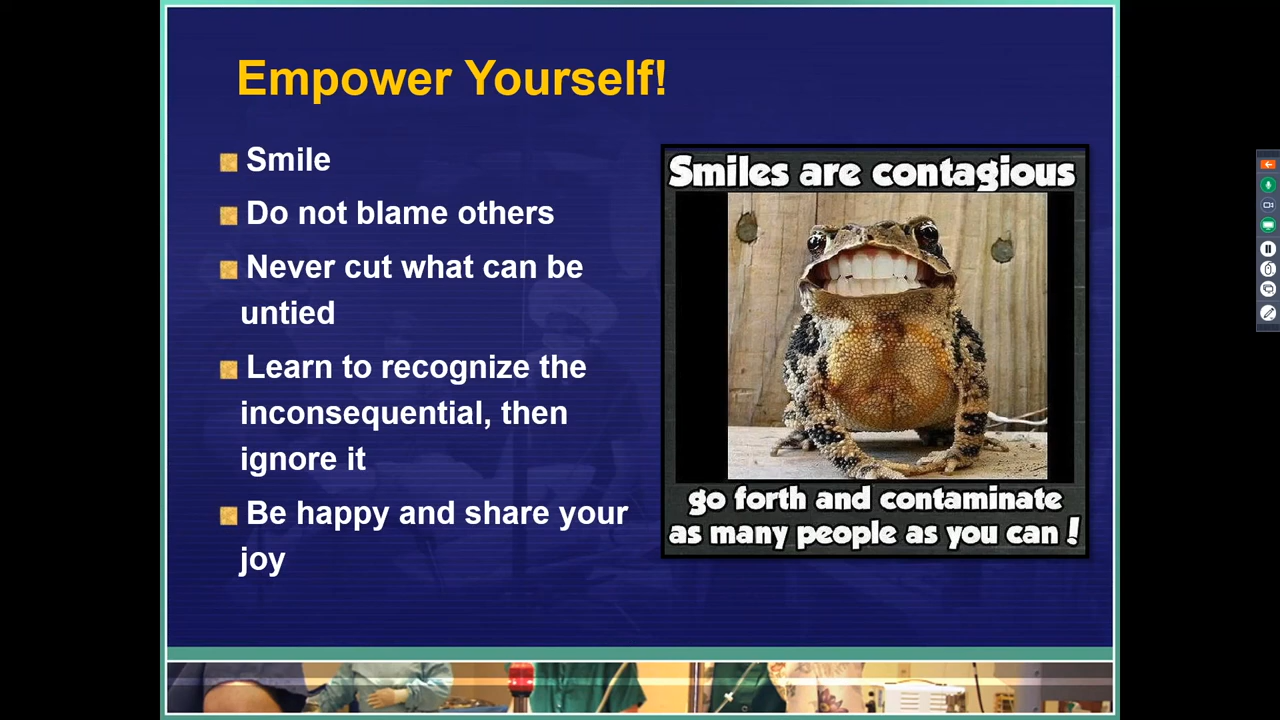 Empower Yourself!
Smile
Do not blame others
Never cut what can be
untied
Learn to recognize the
inconsequential, then
ignore it
Be happy and share your
joy
Smiles are contagious
go forth and contaminate
as many people as you can!